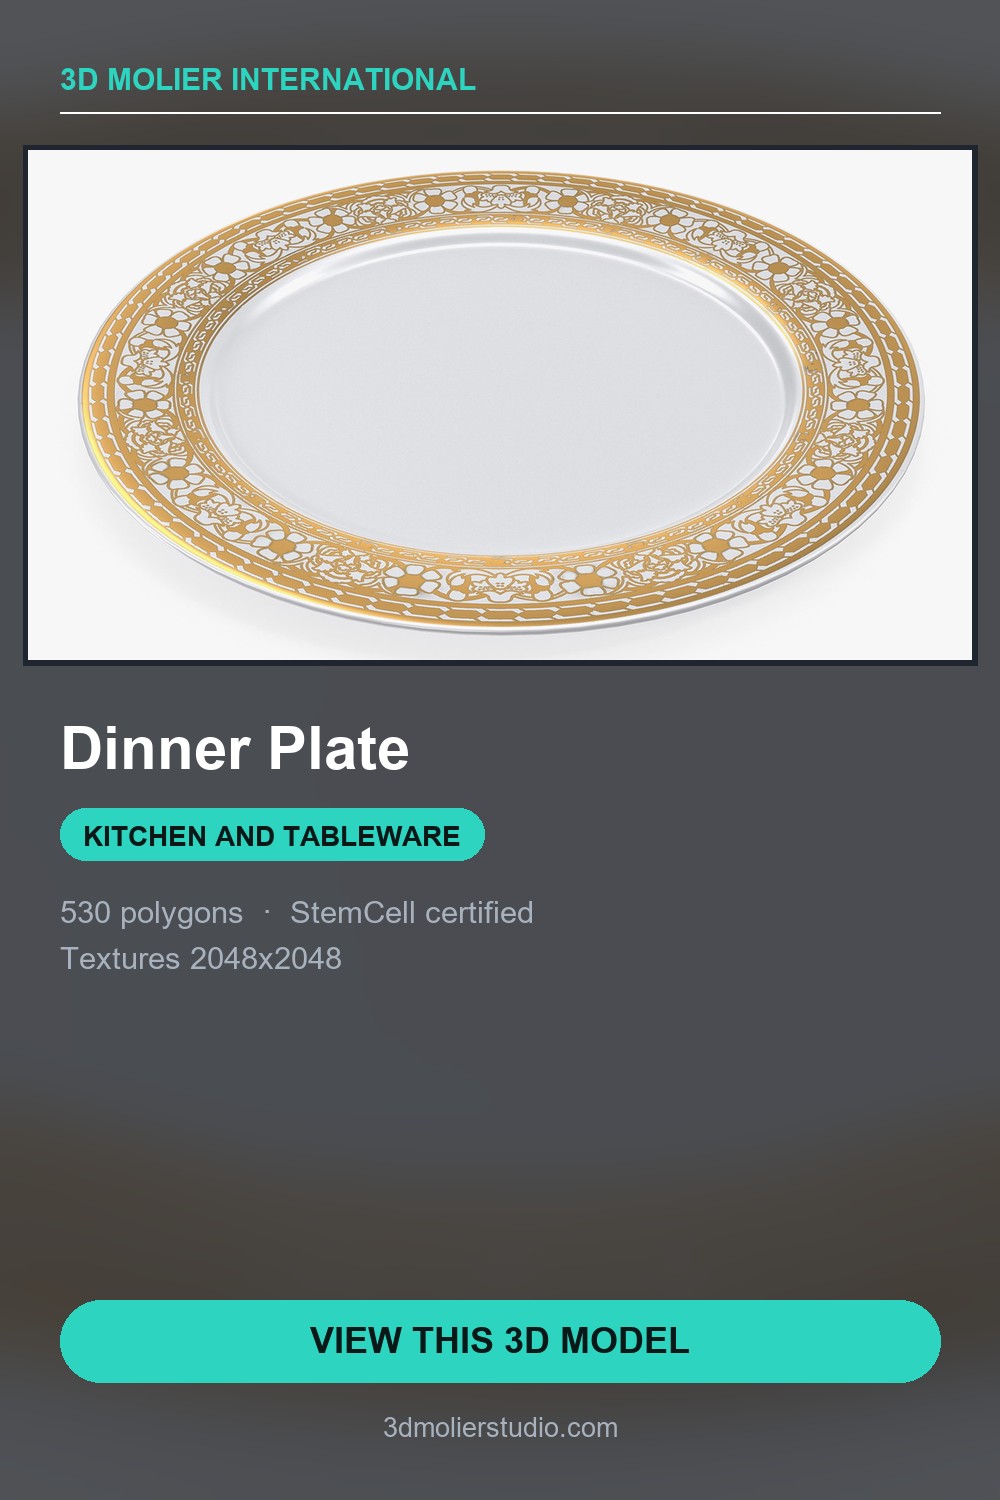 3D MOLIER INTERNATIONAL
Dinner Plate
KITCHEN AND TABLEWARE
530 polygons · StemCell certified
Textures 2048x2048
VIEW THIS 3D MODEL
3dmolierstudio.com